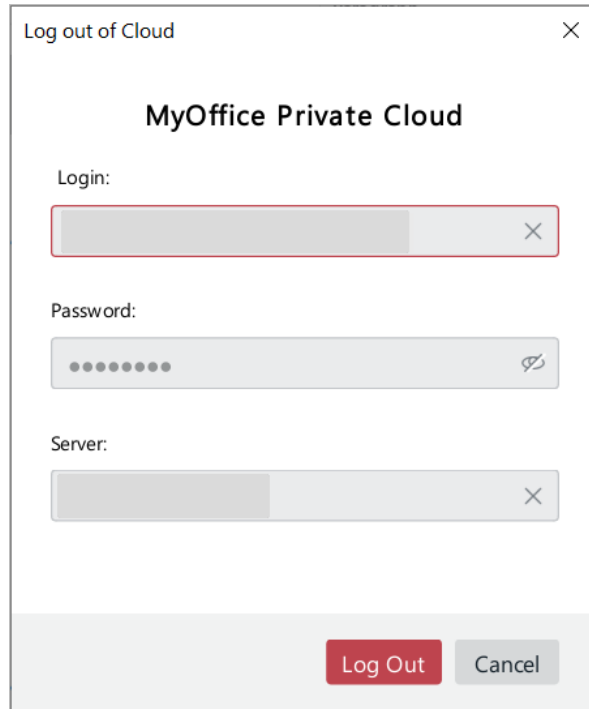 Log out of Cloud
MyOffice Private Cloud
Login:
Password:
••••••••
Server:
Log Out
Cancel